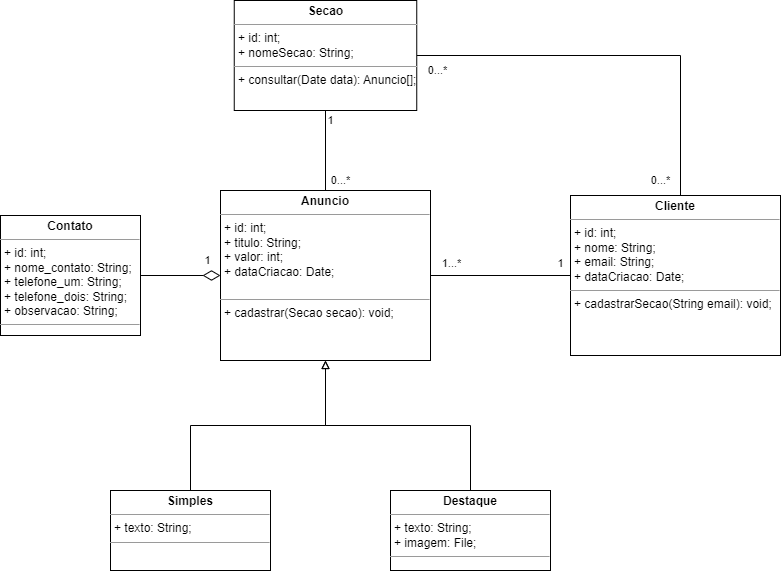 Secao
+ id: int;
+ nomeSecao: String;
+ consultar(Date data): Anuncio[];
0...*
1
0...*
0...*
Contato
+ id: int;
+ nome_contato: String;
+ telefone_um: String;
+ telefone_dois: String;
+ observacao: String;
1
Anuncio
+ id: int;
+ titulo: String;
+ valor: int;
+ dataCriacao: Date;
+ cadastrar(Secao secao): void;
1...*
1
Cliente
+ id: int;
+ nome: String;
+ email: String;
+ dataCriacao: Date;
+ cadastrarSecao(String email): void;
Simples
+ texto: String;
Destaque
+ texto: String;
+ imagem: File;